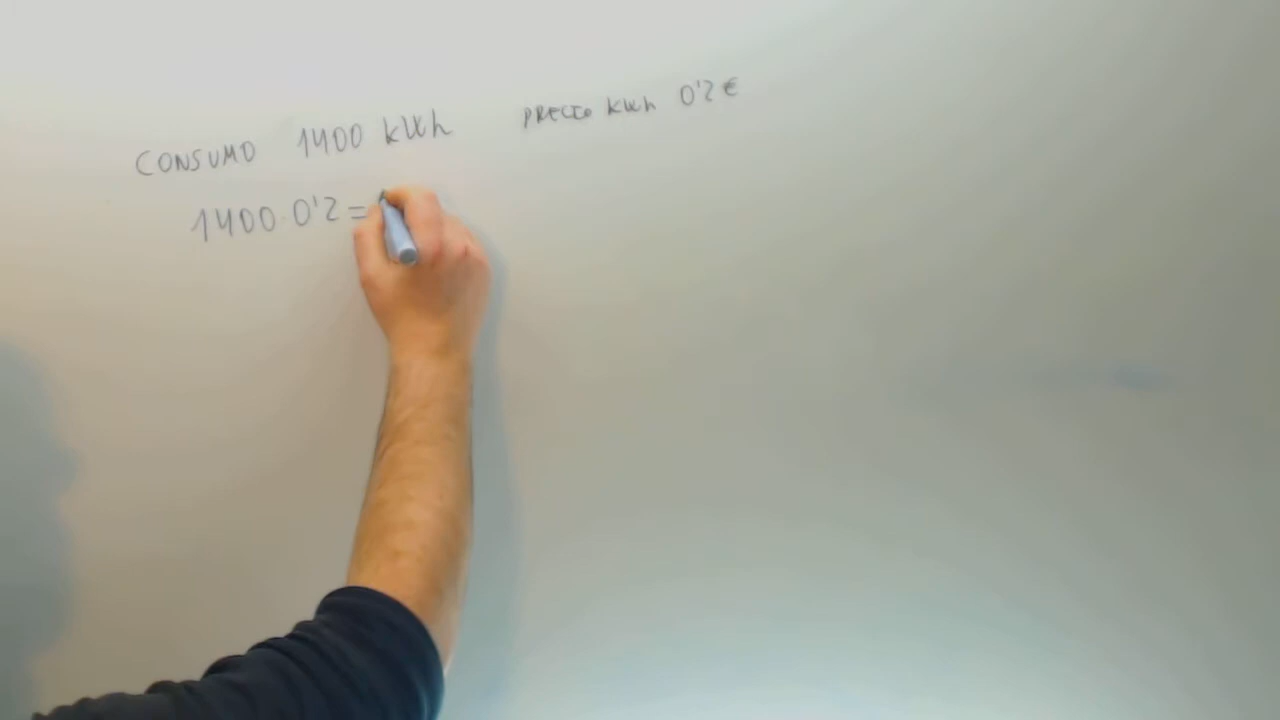 CONSUMO 1400 kWh PRECIO kWh 0'2 €
1400·0'2 =